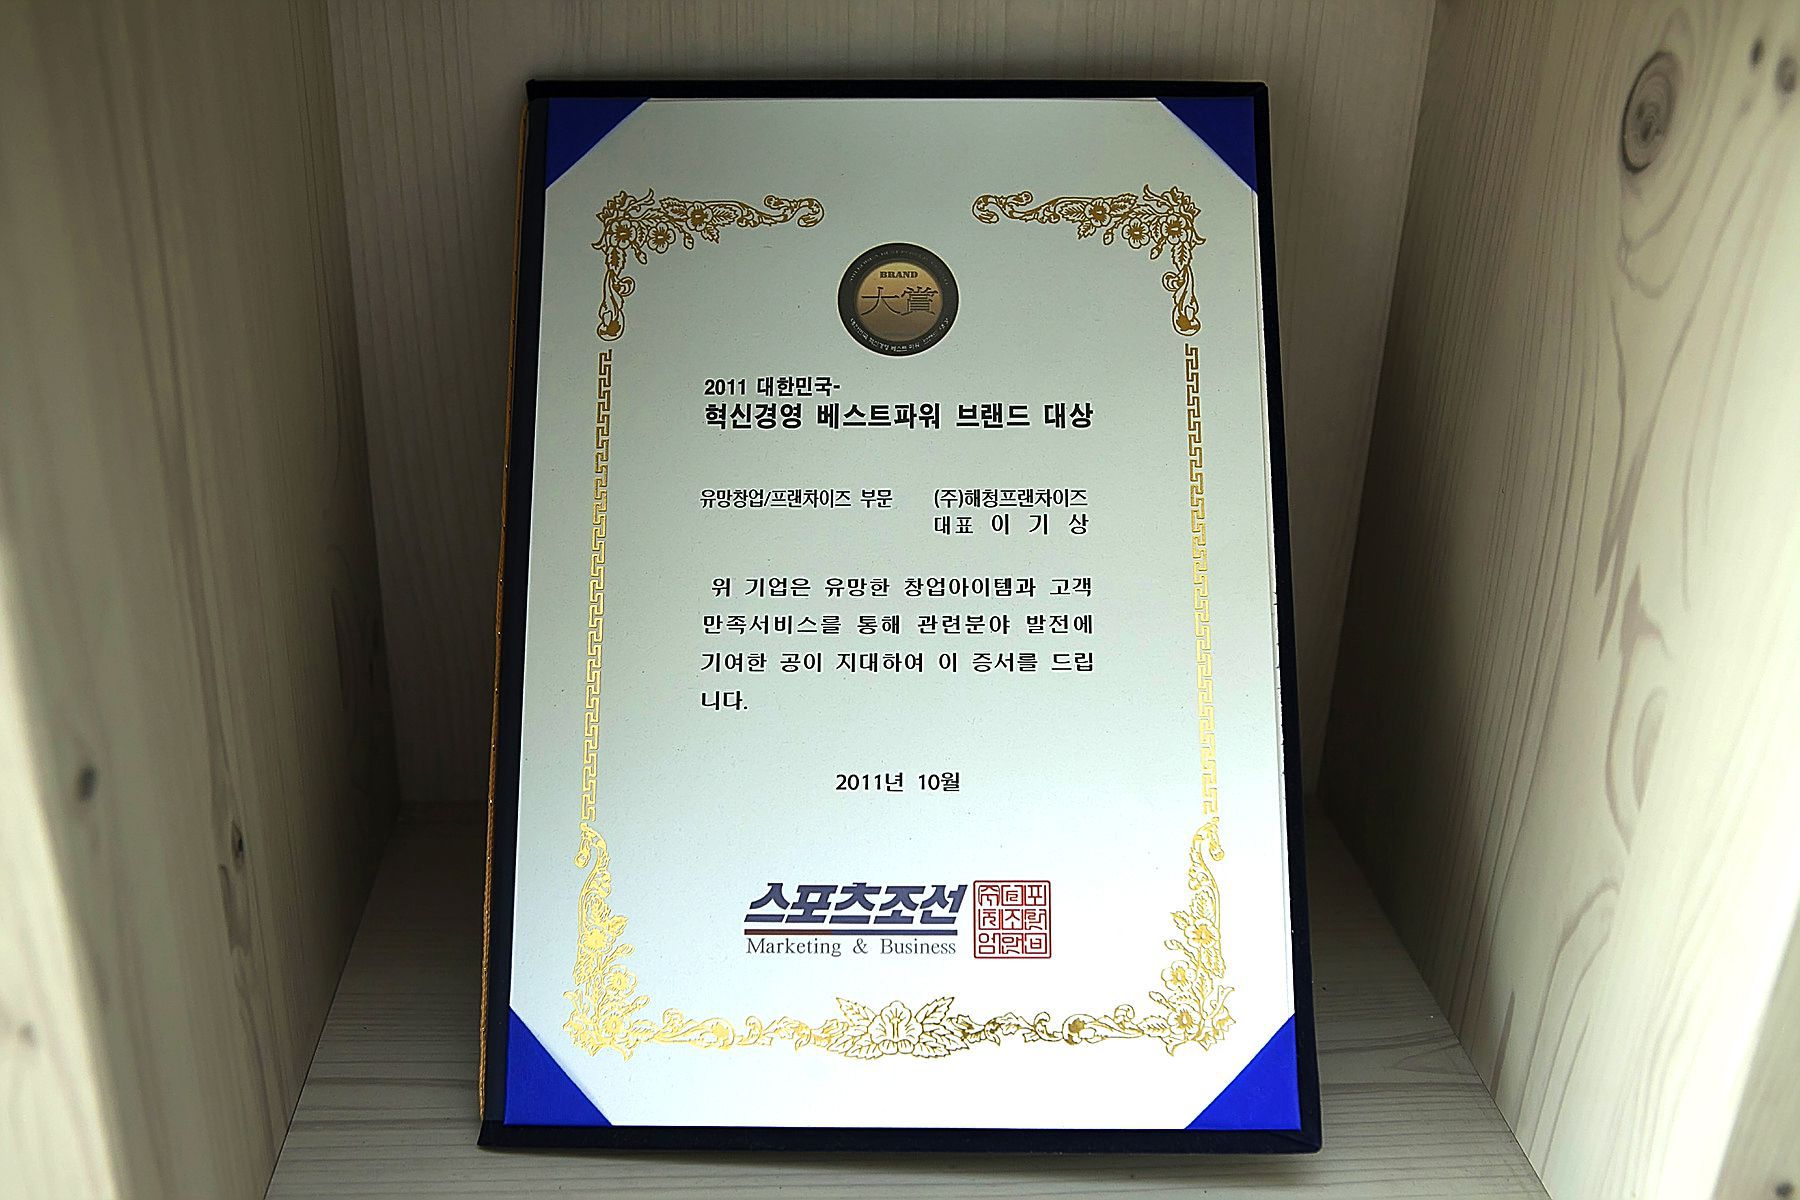 BRAND
大賞
2011 대한민국-
혁신경영 베스트파워 브랜드 대상
유망창업/프랜차이즈 부문 (주)해청프랜차이즈
대표 이 기 상
위 기업은 유망한 창업아이템과 고객
만족서비스를 통해 관련분야 발전에
기여한 공이 지대하여 이 증서를 드립
니다.
2011년 10월
스포츠조선
Marketing & Business